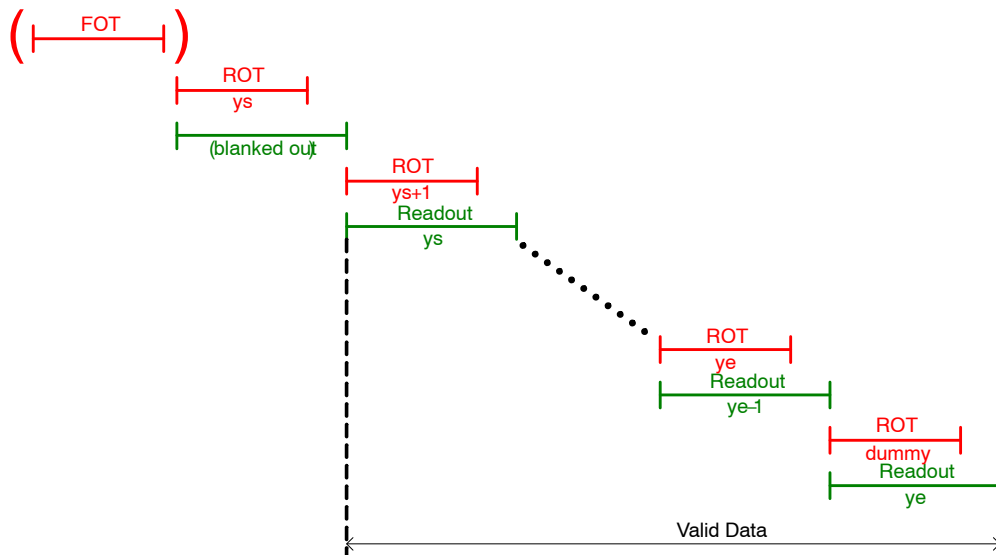 ( FOT )
ROT
ys
(blanked out)
ROT
ys+1
Readout
ys
ROT
ye
Readout
ye–1
ROT
dummy
Readout
ye
Valid Data